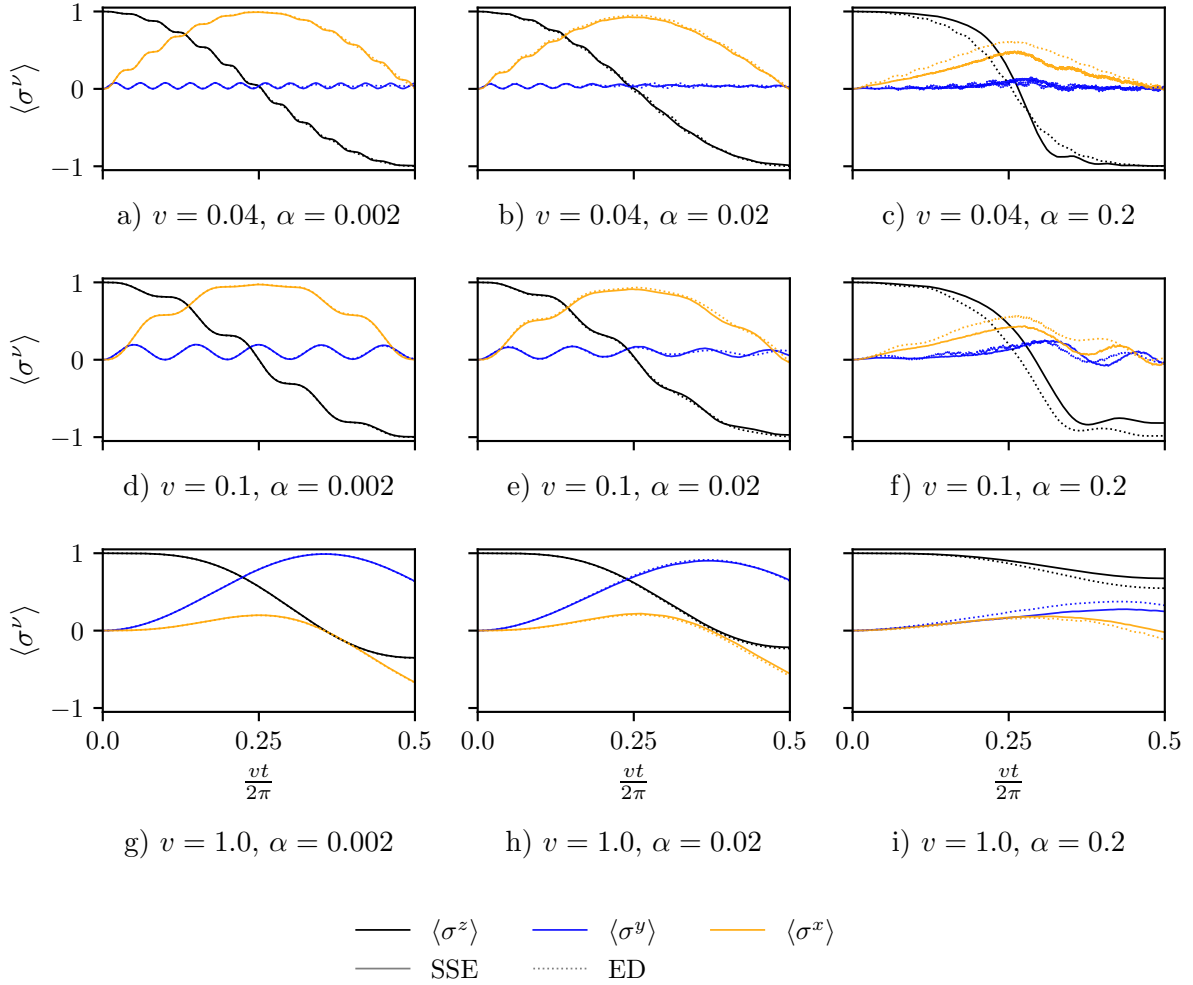 1
0
−1
⟨σ^ν⟩
a) v = 0.04, α = 0.002
b) v = 0.04, α = 0.02
c) v = 0.04, α = 0.2
1
0
−1
⟨σ^ν⟩
d) v = 0.1, α = 0.002
e) v = 0.1, α = 0.02
f) v = 0.1, α = 0.2
1
0
−1
⟨σ^ν⟩
0.0 0.25 0.5
0.0 0.25 0.5
0.0 0.25 0.5
vt/2π
vt/2π
vt/2π
g) v = 1.0, α = 0.002
h) v = 1.0, α = 0.02
i) v = 1.0, α = 0.2
⟨σ^z⟩ ⟨σ^y⟩ ⟨σ^x⟩
SSE ED